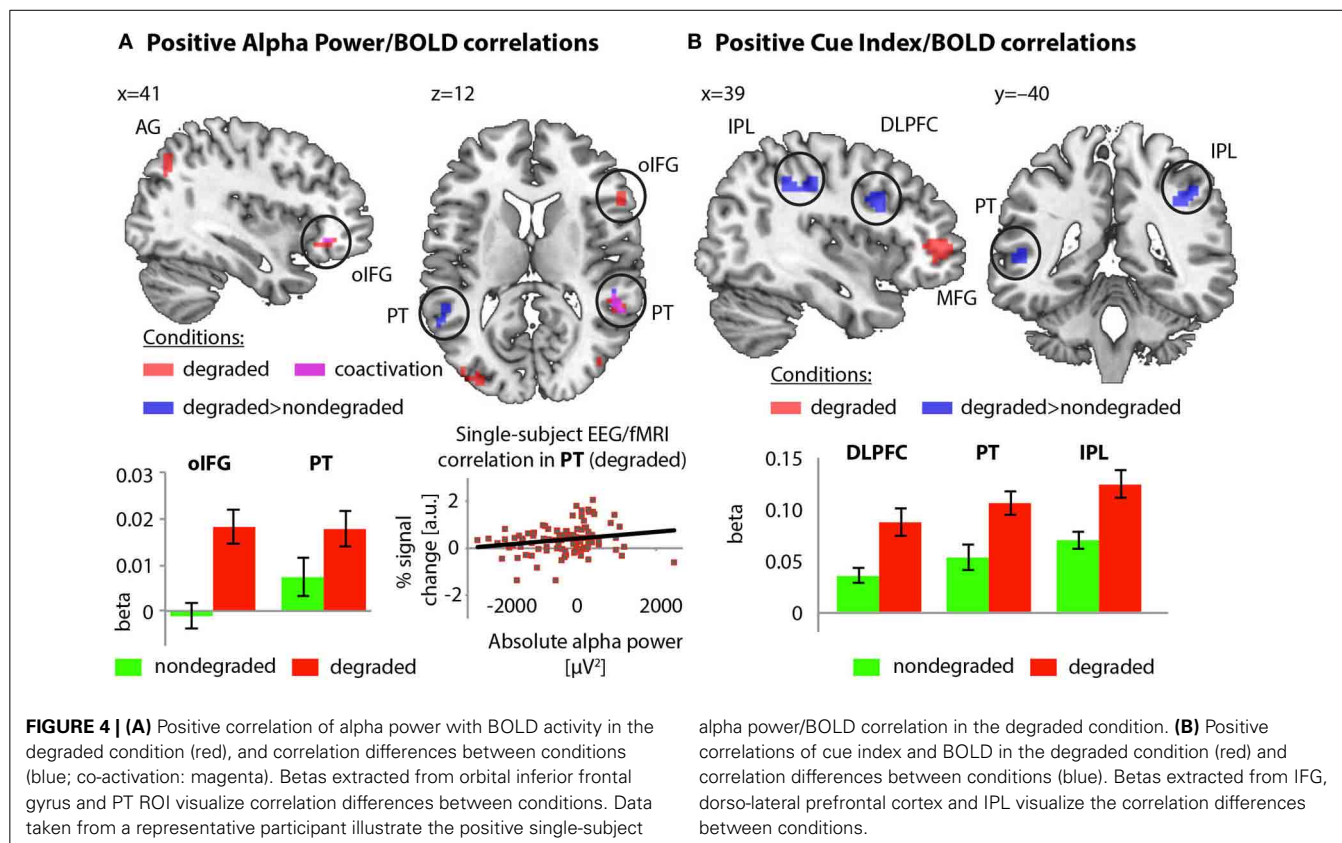 A Positive Alpha Power/BOLD correlations
x=41
z=12
AG
oIFG
oIFG
PT
PT
Conditions:
degraded
coactivation
degraded>nondegraded
oIFG
PT
0.03
0.02
0.01
0
beta
nondegraded
degraded
Single-subject EEG/fMRI
correlation in PT (degraded)
% signal
change [a.u.]
2
0
-2
-2000
0
2000
Absolute alpha power
[µV²]
B Positive Cue Index/BOLD correlations
x=39
y=–40
IPL
DLPFC
IPL
PT
MFG
Conditions:
degraded
degraded>nondegraded
DLPFC
PT
IPL
0.15
0.10
0.05
0
beta
nondegraded
degraded
FIGURE 4 | (A) Positive correlation of alpha power with BOLD activity in the
degraded condition (red), and correlation differences between conditions
(blue; co-activation: magenta). Betas extracted from orbital inferior frontal
gyrus and PT ROI visualize correlation differences between conditions. Data
taken from a representative participant illustrate the positive single-subject
alpha power/BOLD correlation in the degraded condition. (B) Positive
correlations of cue index and BOLD in the degraded condition (red) and
correlation differences between conditions (blue). Betas extracted from IFG,
dorso-lateral prefrontal cortex and IPL visualize the correlation differences
between conditions.